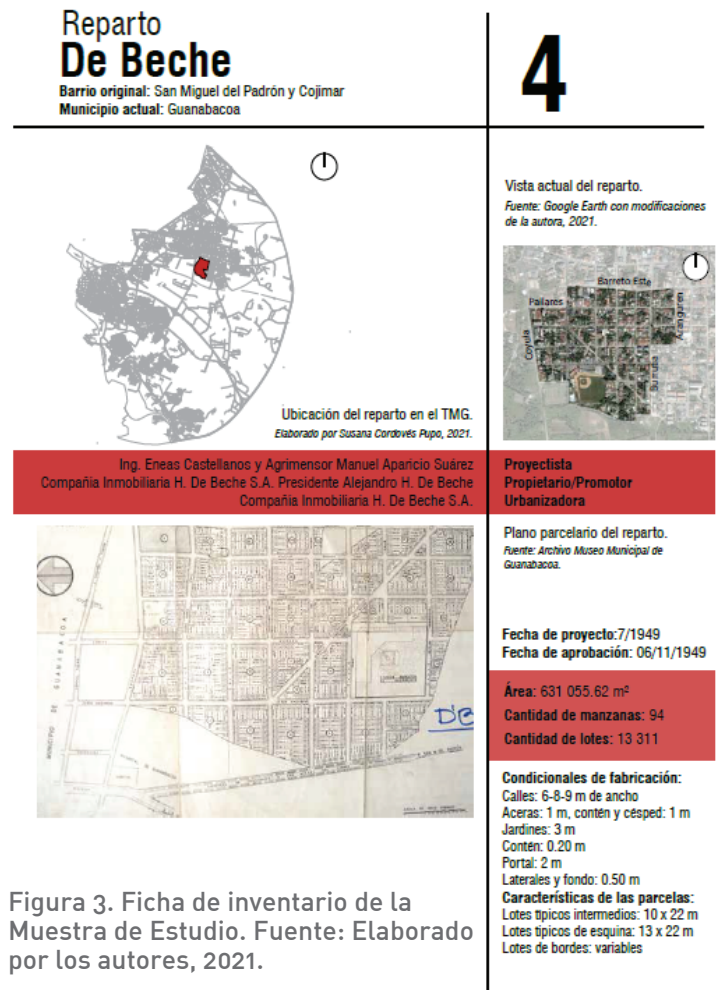 Reparto
De Beche
Barrio original: San Miguel del Padrón y Cojimar
Municipio actual: Guanabacoa
4
Ubicación del reparto en el TMG.
Elaborado por Susana Cordovés Pupo, 2021.
Vista actual del reparto.
Fuente: Google Earth con modificaciones
de la autora, 2021.
Barreto Este
Pallares
Coyula
Aranguren
Ing. Eneas Castellanos y Agrimensor Manuel Aparicio Suárez
Compañia Inmobiliaria H. De Beche S.A. Presidente Alejandro H. De Beche
Compañia Inmobiliaria H. De Beche S.A.
Proyectista
Propietario/Promotor
Urbanizadora
MUNICIPIO DE GUANABACOA
D'B
Plano parcelario del reparto.
Fuente: Archivo Museo Municipal de
Guanabacoa.
Fecha de proyecto:7/1949
Fecha de aprobación: 06/11/1949
Área: 631 055.62 m²
Cantidad de manzanas: 94
Cantidad de lotes: 13 311
Condicionales de fabricación:
Calles: 6-8-9 m de ancho
Aceras: 1 m, contén y césped: 1 m
Jardines: 3 m
Contén: 0.20 m
Portal: 2 m
Laterales y fondo: 0.50 m
Características de las parcelas:
Lotes típicos intermedios: 10 x 22 m
Lotes típicos de esquina: 13 x 22 m
Lotes de bordes: variables
Figura 3. Ficha de inventario de la
Muestra de Estudio. Fuente: Elaborado
por los autores, 2021.